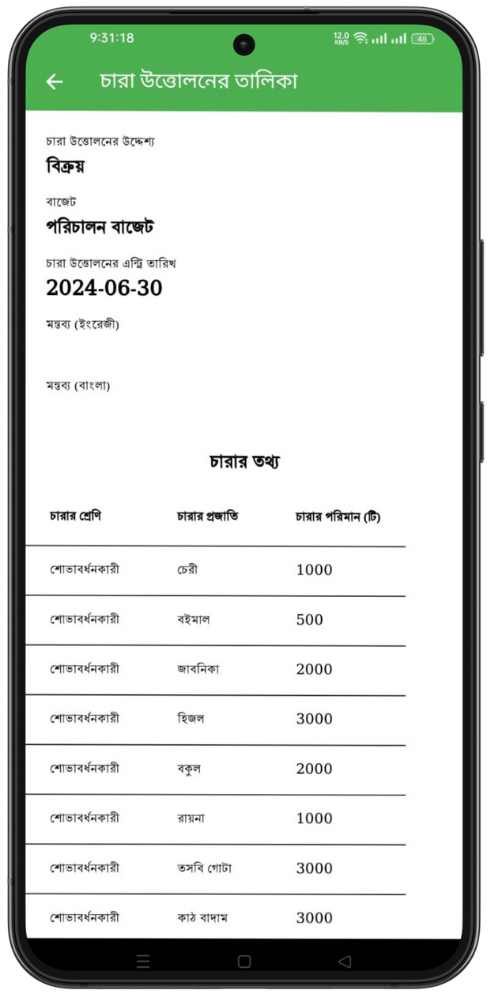 9:31:18
12.0 KB/S 48
চারা উত্তোলনের তালিকা
চারা উত্তোলনের উদ্দেশ্য
বিক্রয়
বাজেট
পরিচালন বাজেট
চারা উত্তোলনের এন্ট্রি তারিখ
2024-06-30
মন্তব্য (ইংরেজী)
মন্তব্য (বাংলা)
চারার তথ্য
চারার শ্রেণি চারার প্রজাতি চারার পরিমান (টি)
শোভাবর্ধনকারী চেরী 1000
শোভাবর্ধনকারী বইমাল 500
শোভাবর্ধনকারী জাবনিকা 2000
শোভাবর্ধনকারী হিজল 3000
শোভাবর্ধনকারী বকুল 2000
শোভাবর্ধনকারী রায়না 1000
শোভাবর্ধনকারী তসবি গোটা 3000
শোভাবর্ধনকারী কাঠ বাদাম 3000